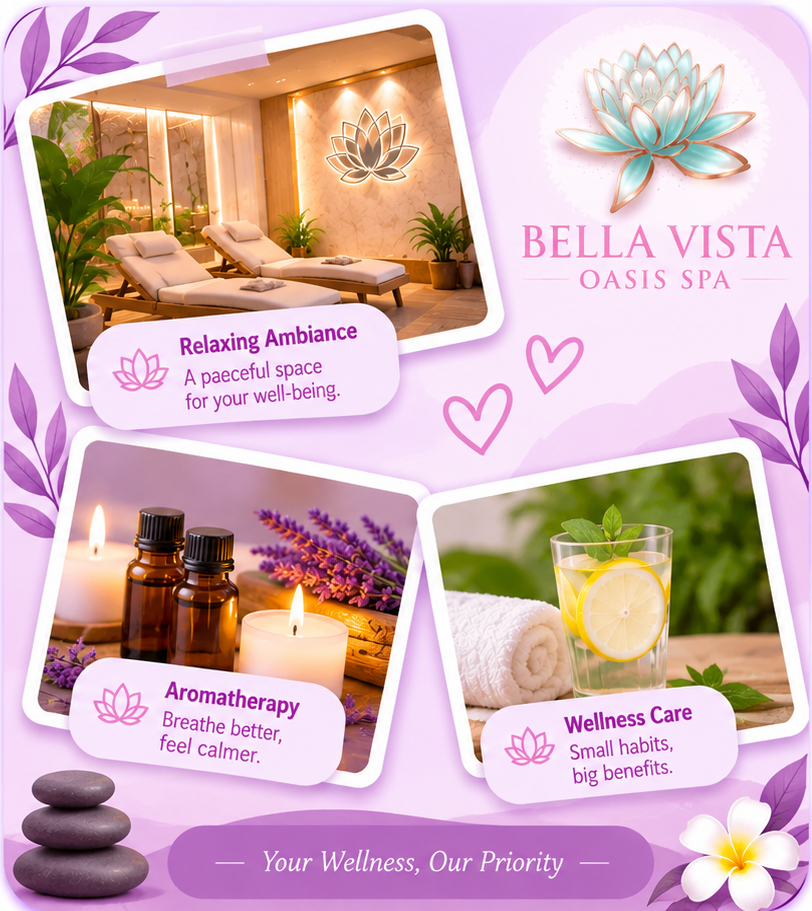 BELLA VISTA
OASIS SPA
Relaxing Ambiance
A paeceful space
for your well-being.
Aromatherapy
Breathe better,
feel calmer.
Wellness Care
Small habits,
big benefits.
Your Wellness, Our Priority